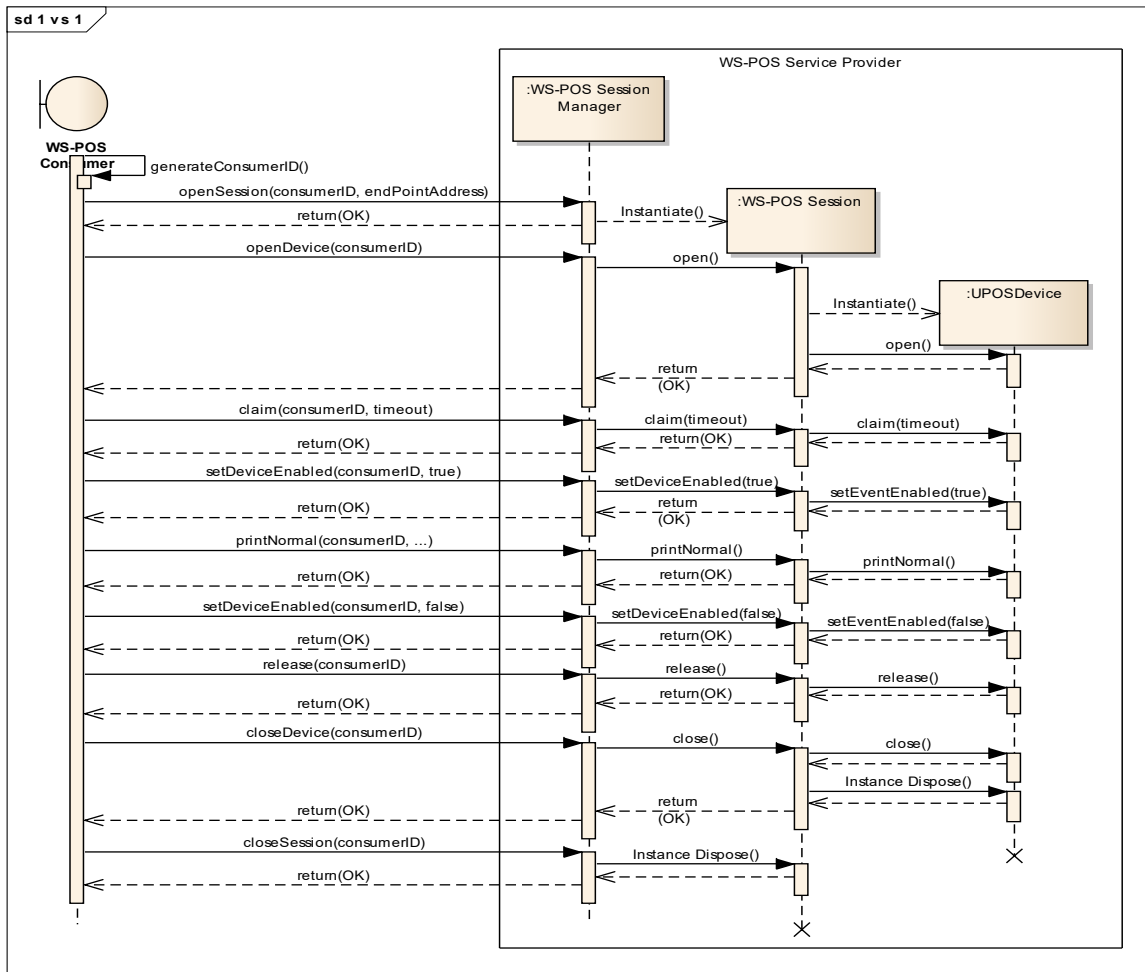 sd 1 v s 1
WS-POS Service Provider
:WS-POS Session
Manager
WS-POS
Consumer
generateConsumerID()
openSession(consumerID, endPointAddress)
return(OK)
Instantiate()
:WS-POS Session
openDevice(consumerID)
open()
:UPOSDevice
Instantiate()
open()
return
(OK)
claim(consumerID, timeout)
claim(timeout)
claim(timeout)
return(OK)
return(OK)
setDeviceEnabled(consumerID, true)
setDeviceEnabled(true)
setEventEnabled(true)
return(OK)
return
(OK)
printNormal(consumerID, ...)
printNormal()
printNormal()
return(OK)
return(OK)
setDeviceEnabled(consumerID, false)
setDeviceEnabled(false)
setEventEnabled(false)
return(OK)
return(OK)
release(consumerID)
release()
release()
return(OK)
return(OK)
closeDevice(consumerID)
close()
close()
Instance Dispose()
return(OK)
return
(OK)
closeSession(consumerID)
Instance Dispose()
return(OK)